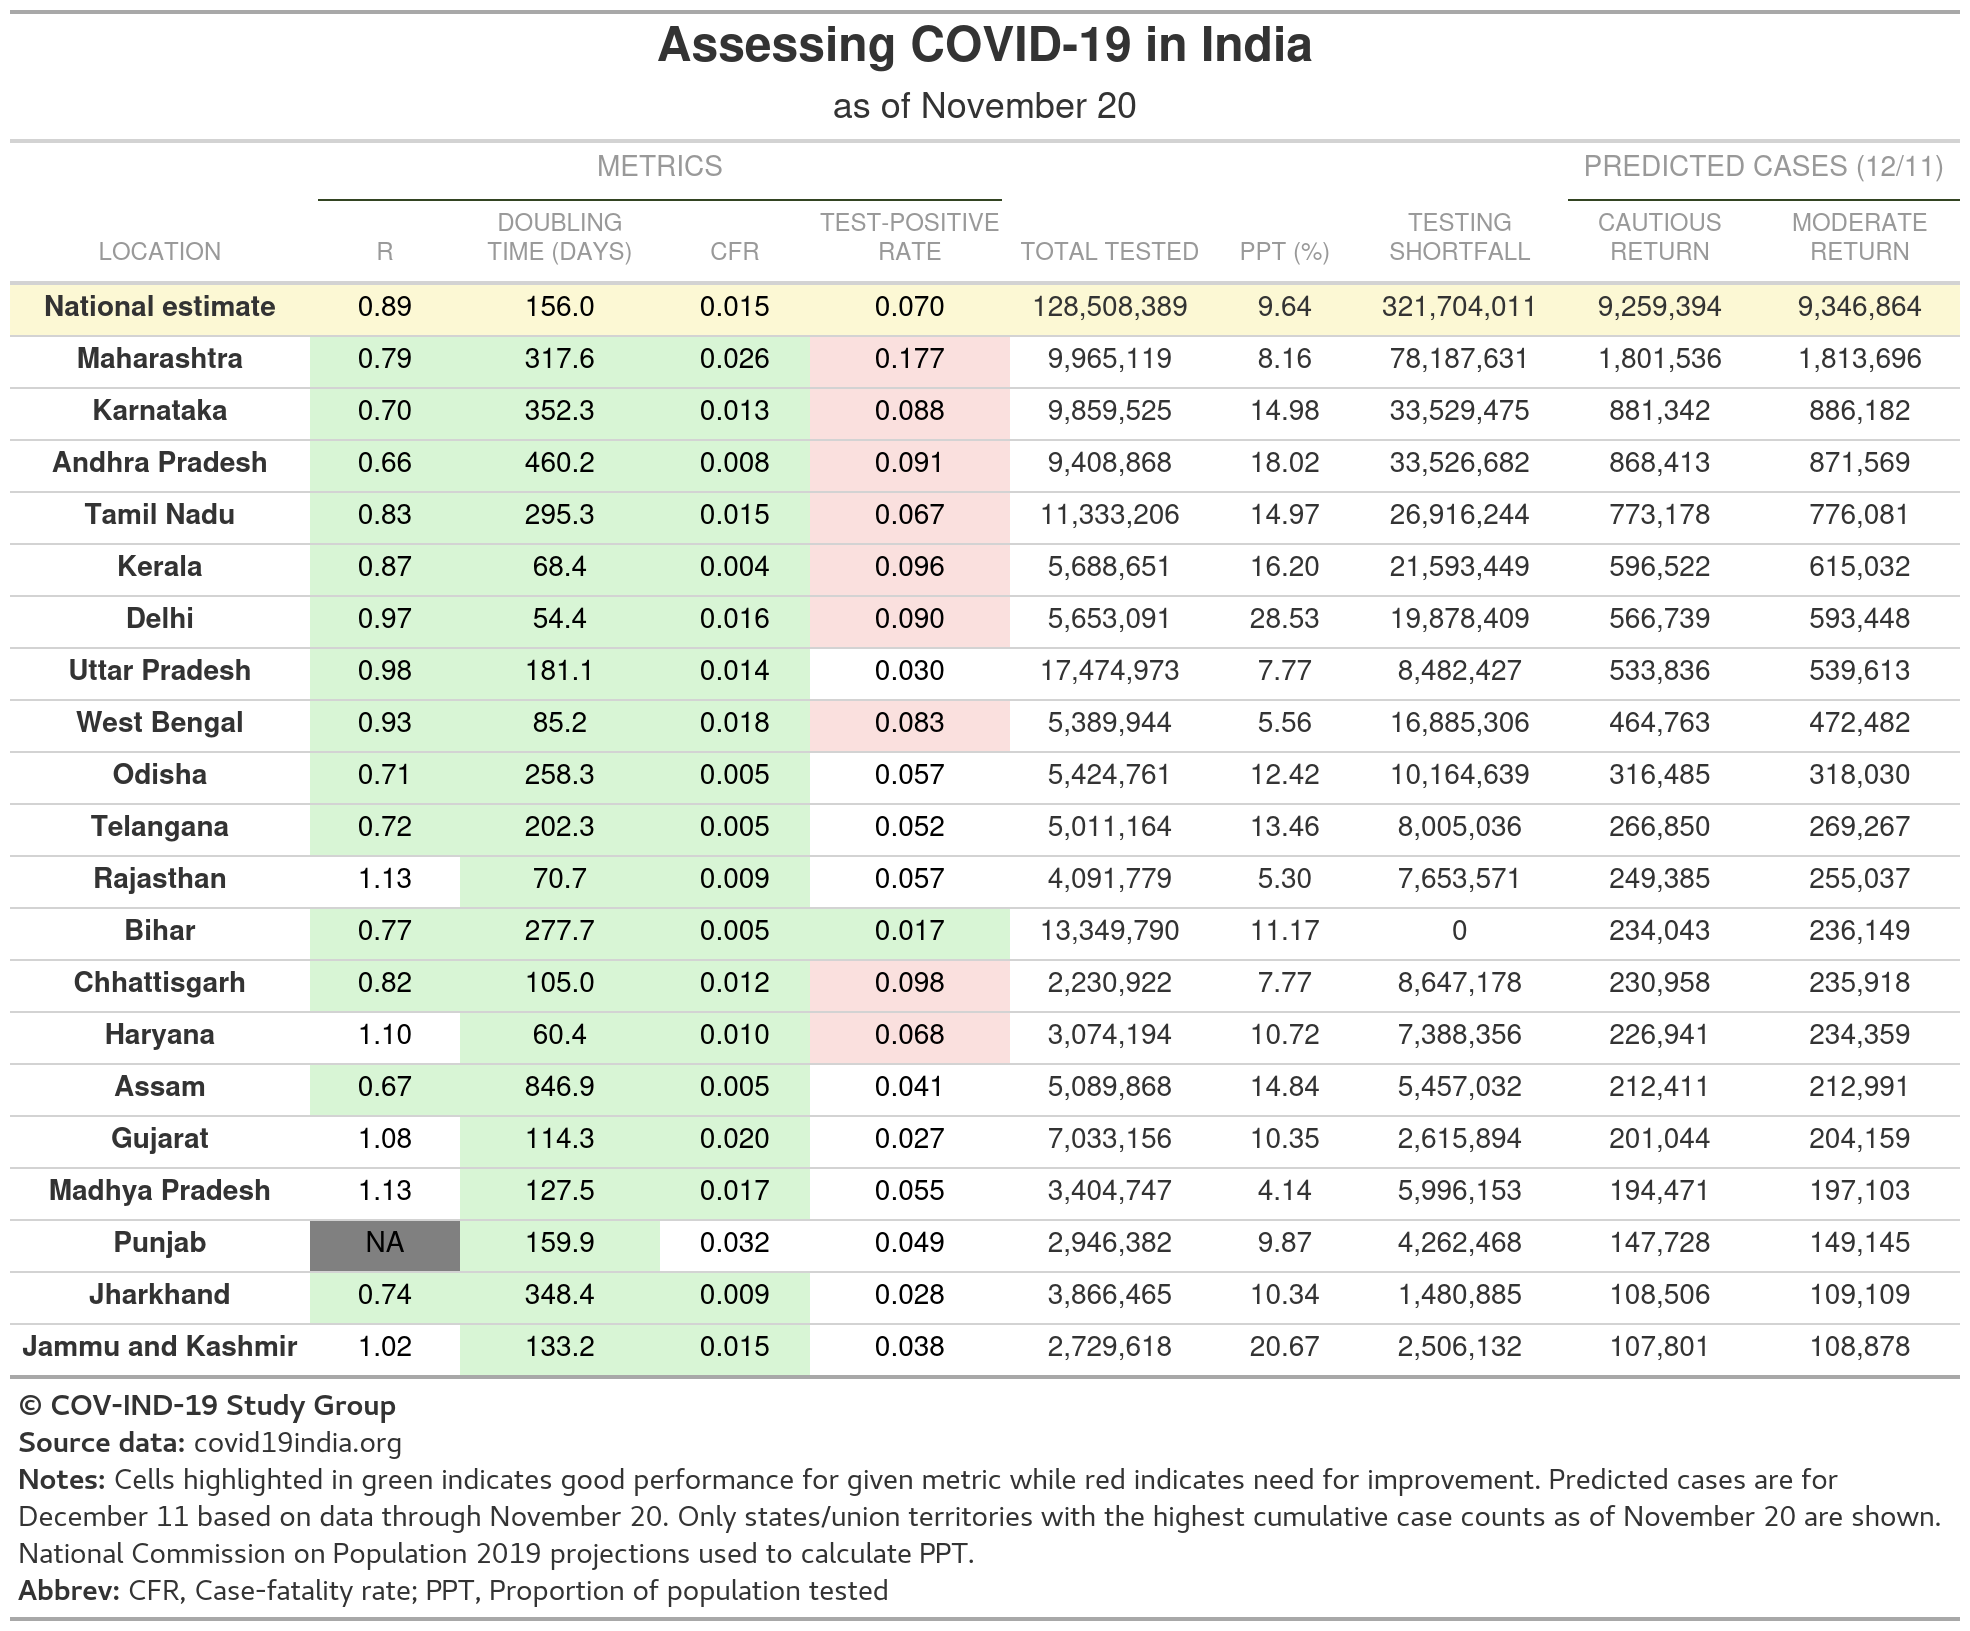 Assessing COVID-19 in India
as of November 20
METRICS PREDICTED CASES (12/11)
LOCATION R DOUBLING TIME (DAYS) CFR TEST-POSITIVE RATE TOTAL TESTED PPT (%) TESTING SHORTFALL CAUTIOUS RETURN MODERATE RETURN
National estimate 0.89 156.0 0.015 0.070 128,508,389 9.64 321,704,011 9,259,394 9,346,864
Maharashtra 0.79 317.6 0.026 0.177 9,965,119 8.16 78,187,631 1,801,536 1,813,696
Karnataka 0.70 352.3 0.013 0.088 9,859,525 14.98 33,529,475 881,342 886,182
Andhra Pradesh 0.66 460.2 0.008 0.091 9,408,868 18.02 33,526,682 868,413 871,569
Tamil Nadu 0.83 295.3 0.015 0.067 11,333,206 14.97 26,916,244 773,178 776,081
Kerala 0.87 68.4 0.004 0.096 5,688,651 16.20 21,593,449 596,522 615,032
Delhi 0.97 54.4 0.016 0.090 5,653,091 28.53 19,878,409 566,739 593,448
Uttar Pradesh 0.98 181.1 0.014 0.030 17,474,973 7.77 8,482,427 533,836 539,613
West Bengal 0.93 85.2 0.018 0.083 5,389,944 5.56 16,885,306 464,763 472,482
Odisha 0.71 258.3 0.005 0.057 5,424,761 12.42 10,164,639 316,485 318,030
Telangana 0.72 202.3 0.005 0.052 5,011,164 13.46 8,005,036 266,850 269,267
Rajasthan 1.13 70.7 0.009 0.057 4,091,779 5.30 7,653,571 249,385 255,037
Bihar 0.77 277.7 0.005 0.017 13,349,790 11.17 0 234,043 236,149
Chhattisgarh 0.82 105.0 0.012 0.098 2,230,922 7.77 8,647,178 230,958 235,918
Haryana 1.10 60.4 0.010 0.068 3,074,194 10.72 7,388,356 226,941 234,359
Assam 0.67 846.9 0.005 0.041 5,089,868 14.84 5,457,032 212,411 212,991
Gujarat 1.08 114.3 0.020 0.027 7,033,156 10.35 2,615,894 201,044 204,159
Madhya Pradesh 1.13 127.5 0.017 0.055 3,404,747 4.14 5,996,153 194,471 197,103
Punjab NA 159.9 0.032 0.049 2,946,382 9.87 4,262,468 147,728 149,145
Jharkhand 0.74 348.4 0.009 0.028 3,866,465 10.34 1,480,885 108,506 109,109
Jammu and Kashmir 1.02 133.2 0.015 0.038 2,729,618 20.67 2,506,132 107,801 108,878
© COV-IND-19 Study Group
Source data: covid19india.org
Notes: Cells highlighted in green indicates good performance for given metric while red indicates need for improvement. Predicted cases are for
December 11 based on data through November 20. Only states/union territories with the highest cumulative case counts as of November 20 are shown.
National Commission on Population 2019 projections used to calculate PPT.
Abbrev: CFR, Case-fatality rate; PPT, Proportion of population tested